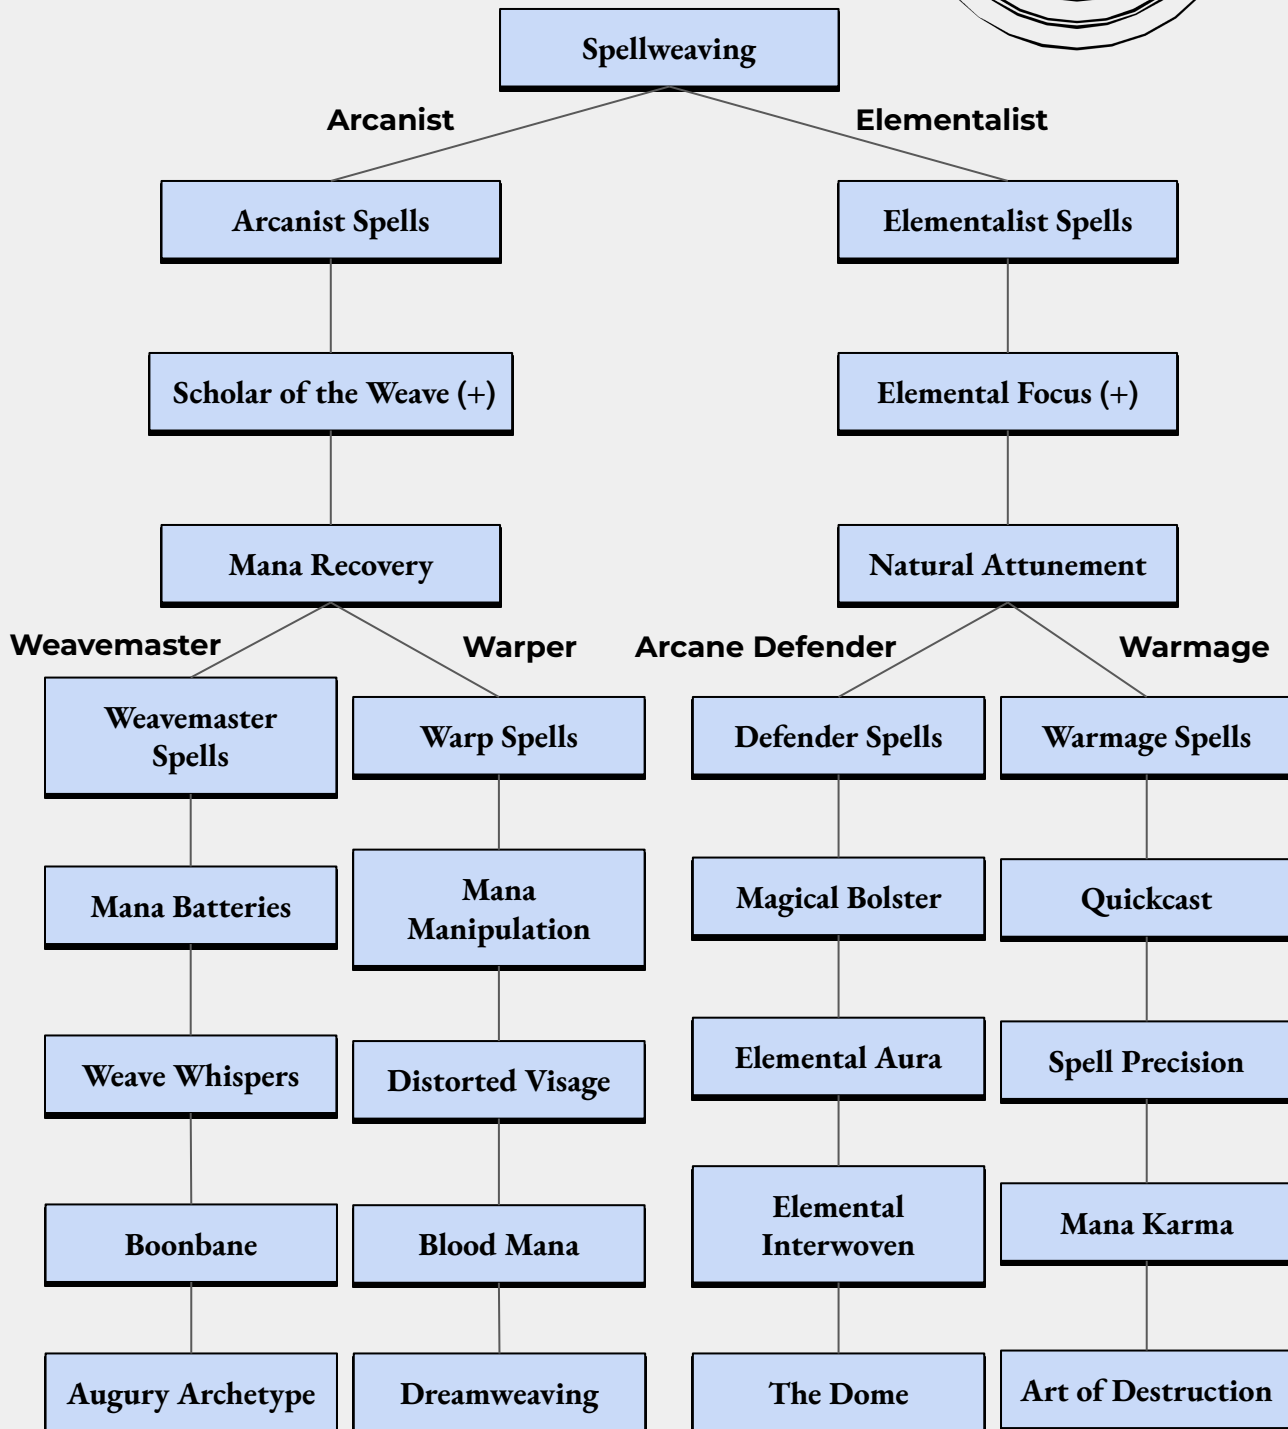 Spellweaving
Arcanist
Elementalist
Arcanist Spells
Elementalist Spells
Scholar of the Weave (+)
Elemental Focus (+)
Mana Recovery
Natural Attunement
Weavemaster
Warper
Arcane Defender
Warmage
Weavemaster
Spells
Warp Spells
Defender Spells
Warmage Spells
Mana Batteries
Mana
Manipulation
Magical Bolster
Quickcast
Weave Whispers
Distorted Visage
Elemental Aura
Spell Precision
Boonbane
Blood Mana
Elemental
Interwoven
Mana Karma
Augury Archetype
Dreamweaving
The Dome
Art of Destruction